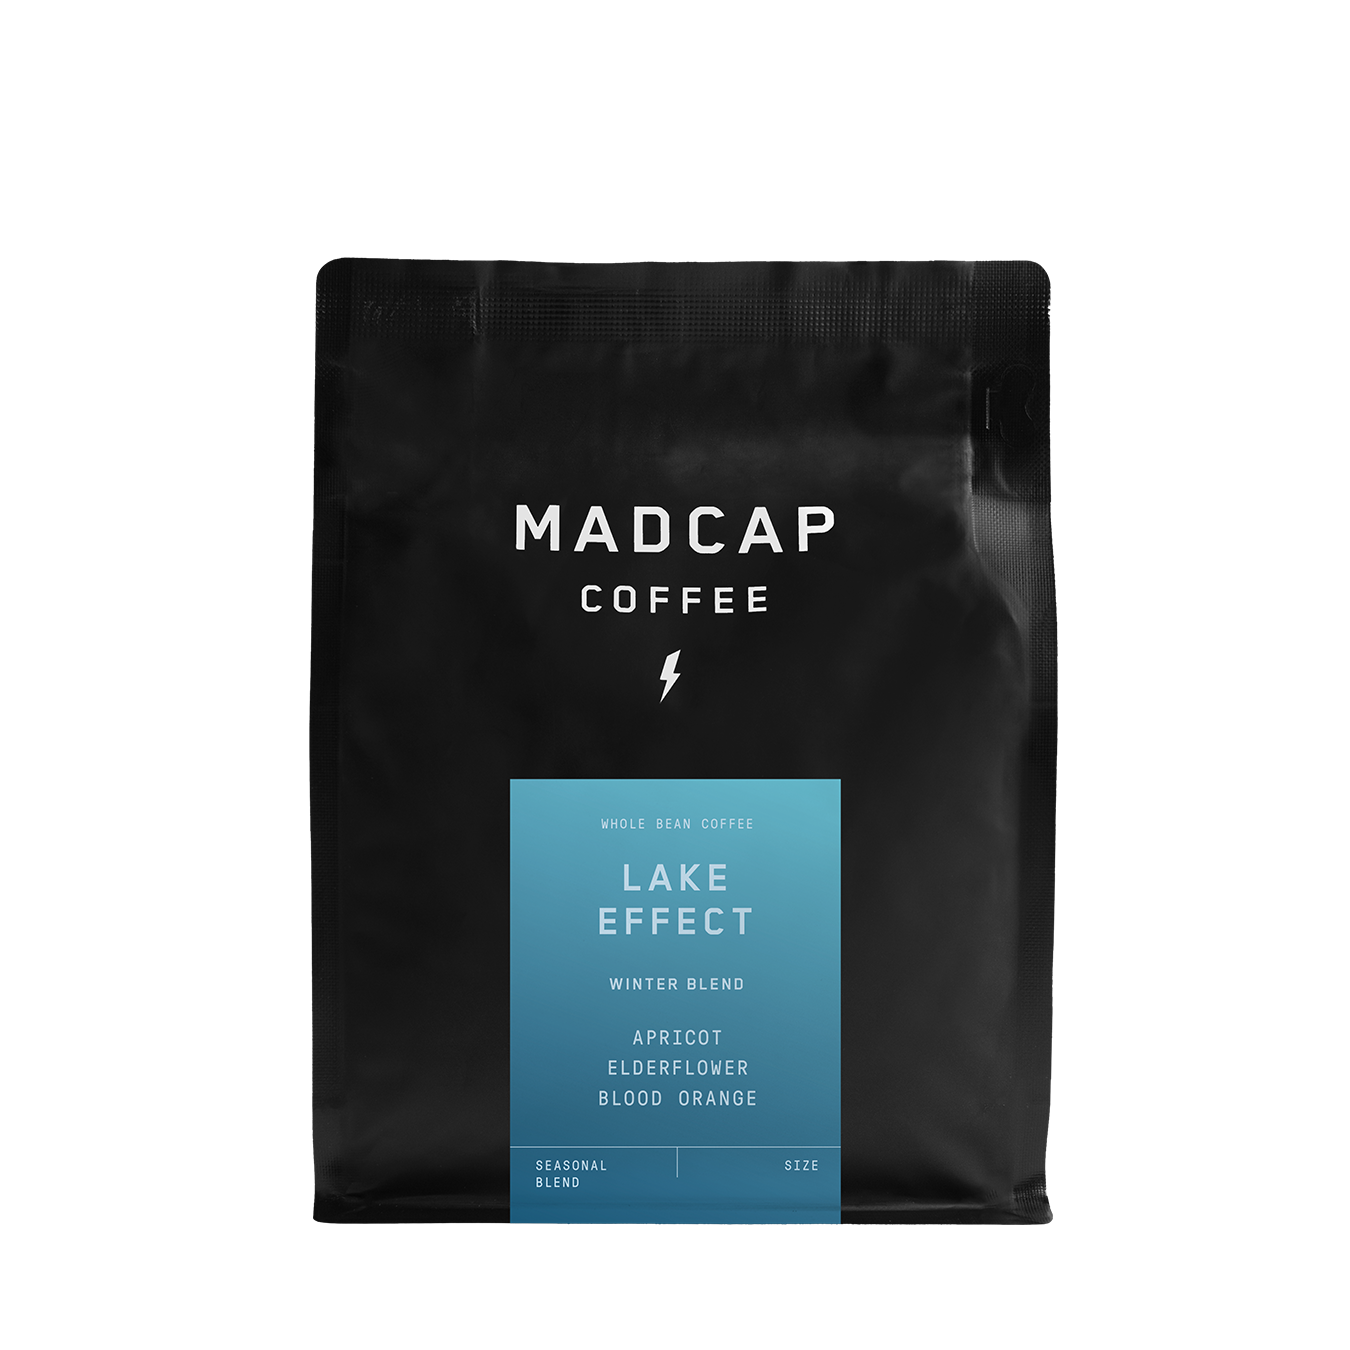 MADCAP
COFFEE
WHOLE BEAN COFFEE
LAKE
EFFECT
WINTER BLEND
APRICOT
ELDERFLOWER
BLOOD ORANGE
SEASONAL
BLEND
SIZE